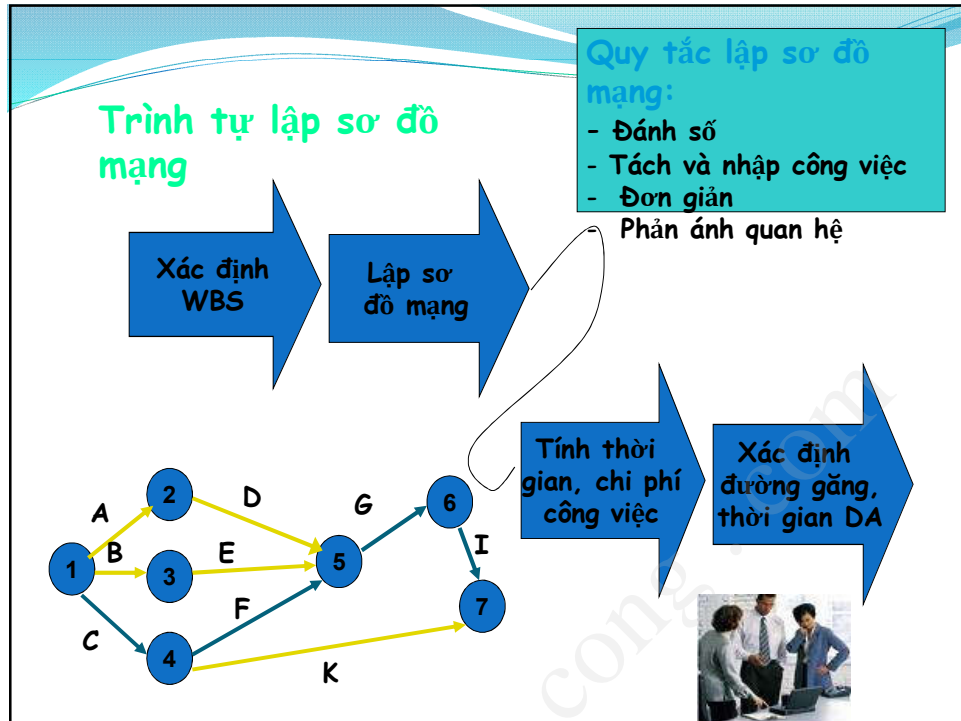 Quy tắc lập sơ đồ
mạng:
- Đánh số
- Tách và nhập công việc
- Đơn giản
- Phản ánh quan hệ
Trình tự lập sơ đồ
mạng
Xác định
WBS
Lập sơ
đồ mạng
Tính thời
gian, chi phí
công việc
Xác định
đường găng,
thời gian DA
A
B
C
D
E
F
G
I
K
1
2
3
4
5
6
7
cong . com